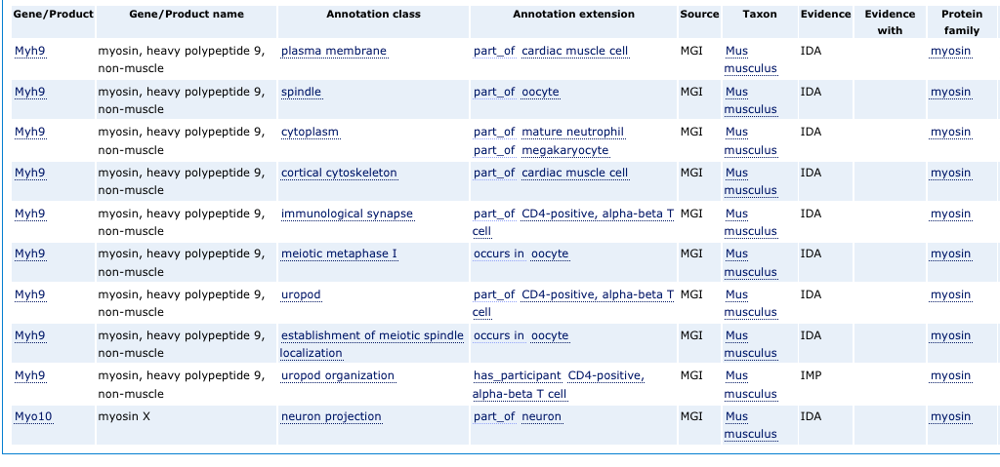 Gene/Product Gene/Product name Annotation class Annotation extension Source Taxon Evidence Evidence with Protein family
Myh9 myosin, heavy polypeptide 9, plasma membrane part_of cardiac muscle cell MGI Mus IDA myosin
non-muscle musculus
Myh9 myosin, heavy polypeptide 9, spindle part_of oocyte MGI Mus IDA myosin
non-muscle musculus
Myh9 myosin, heavy polypeptide 9, cytoplasm part_of mature neutrophil MGI Mus IDA myosin
non-muscle part_of megakaryocyte musculus
Myh9 myosin, heavy polypeptide 9, cortical cytoskeleton part_of cardiac muscle cell MGI Mus IDA myosin
non-muscle musculus
Myh9 myosin, heavy polypeptide 9, immunological synapse part_of CD4-positive, alpha-beta T MGI Mus IDA myosin
non-muscle cell musculus
Myh9 myosin, heavy polypeptide 9, meiotic metaphase I occurs in oocyte MGI Mus IDA myosin
non-muscle musculus
Myh9 myosin, heavy polypeptide 9, uropod part_of CD4-positive, alpha-beta T MGI Mus IDA myosin
non-muscle cell musculus
Myh9 myosin, heavy polypeptide 9, establishment of meiotic spindle occurs in oocyte MGI Mus IDA myosin
non-muscle localization musculus
Myh9 myosin, heavy polypeptide 9, uropod organization has_participant CD4-positive, MGI Mus IMP myosin
non-muscle alpha-beta T cell musculus
Myo10 myosin X neuron projection part_of neuron MGI Mus IDA myosin
musculus